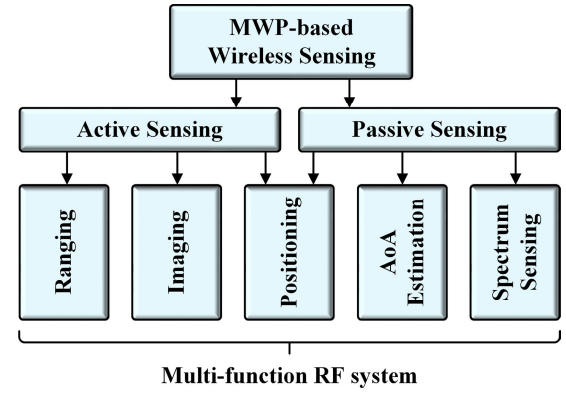 MWP-based
Wireless Sensing
Active Sensing
Passive Sensing
Ranging
Imaging
Positioning
AoA
Estimation
Spectrum
Sensing
Multi-function RF system